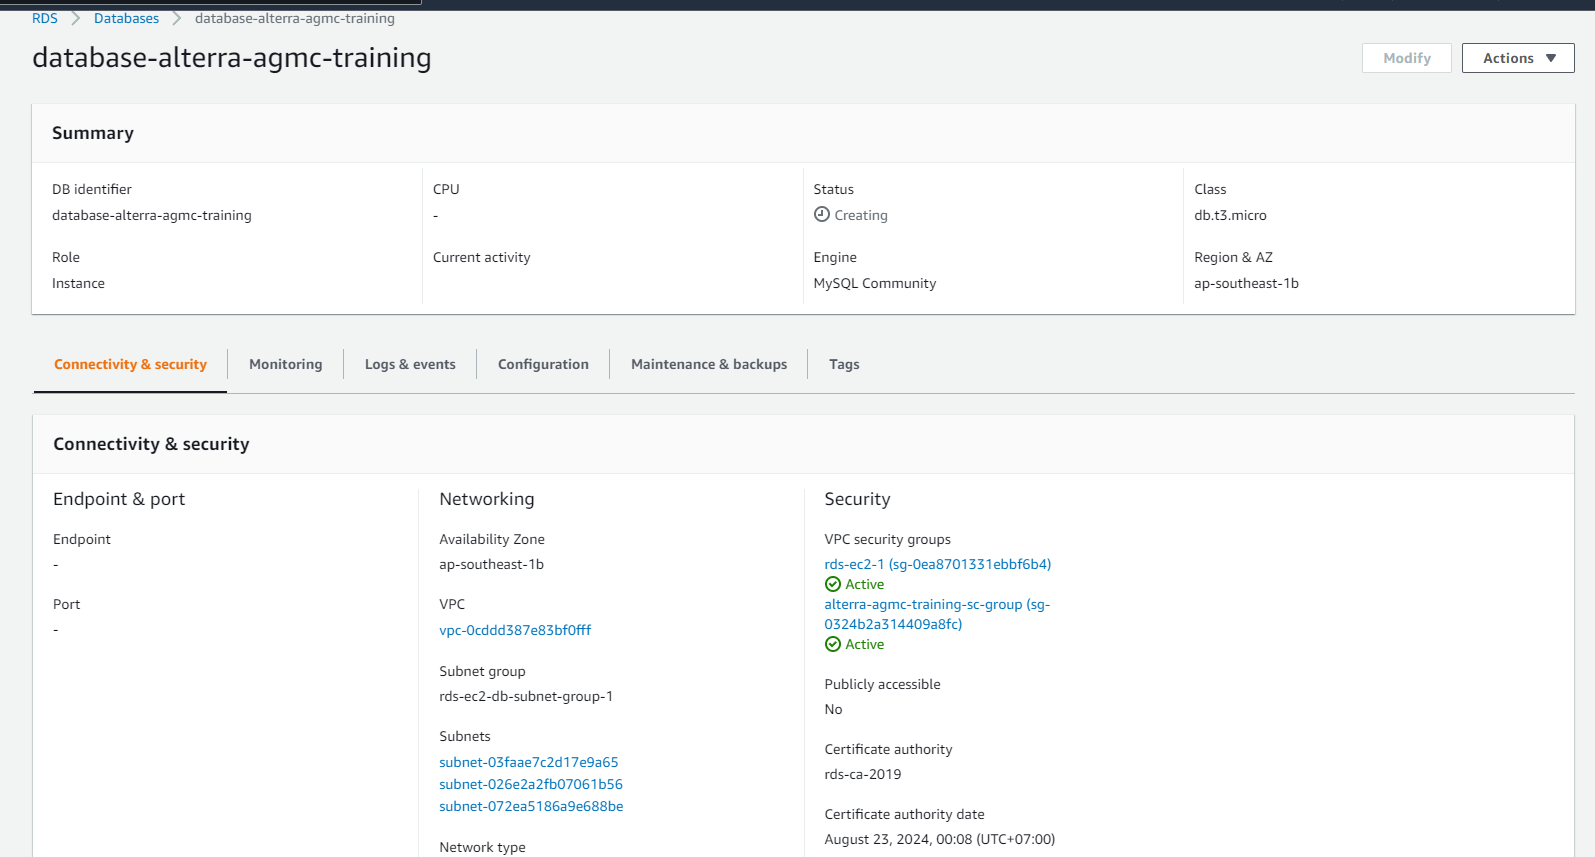 RDS > Databases > database-alterra-agmc-training
database-alterra-agmc-training
Modify
Actions
Summary
DB identifier
database-alterra-agmc-training
CPU
-
Status
Creating
Class
db.t3.micro
Role
Instance
Current activity
Engine
MySQL Community
Region & AZ
ap-southeast-1b
Connectivity & security
Monitoring
Logs & events
Configuration
Maintenance & backups
Tags
Connectivity & security
Endpoint & port
Endpoint
-
Port
-
Networking
Availability Zone
ap-southeast-1b
VPC
vpc-0cddd387e83bf0fff
Subnet group
rds-ec2-db-subnet-group-1
Subnets
subnet-03faae7c2d17e9a65
subnet-026e2a2fb07061b56
subnet-072ea5186a9e688be
Network type
Security
VPC security groups
rds-ec2-1 (sg-0ea8701331ebbf6b4)
Active
alterra-agmc-training-sc-group (sg-
0324b2a314409a8fc)
Active
Publicly accessible
No
Certificate authority
rds-ca-2019
Certificate authority date
August 23, 2024, 00:08 (UTC+07:00)